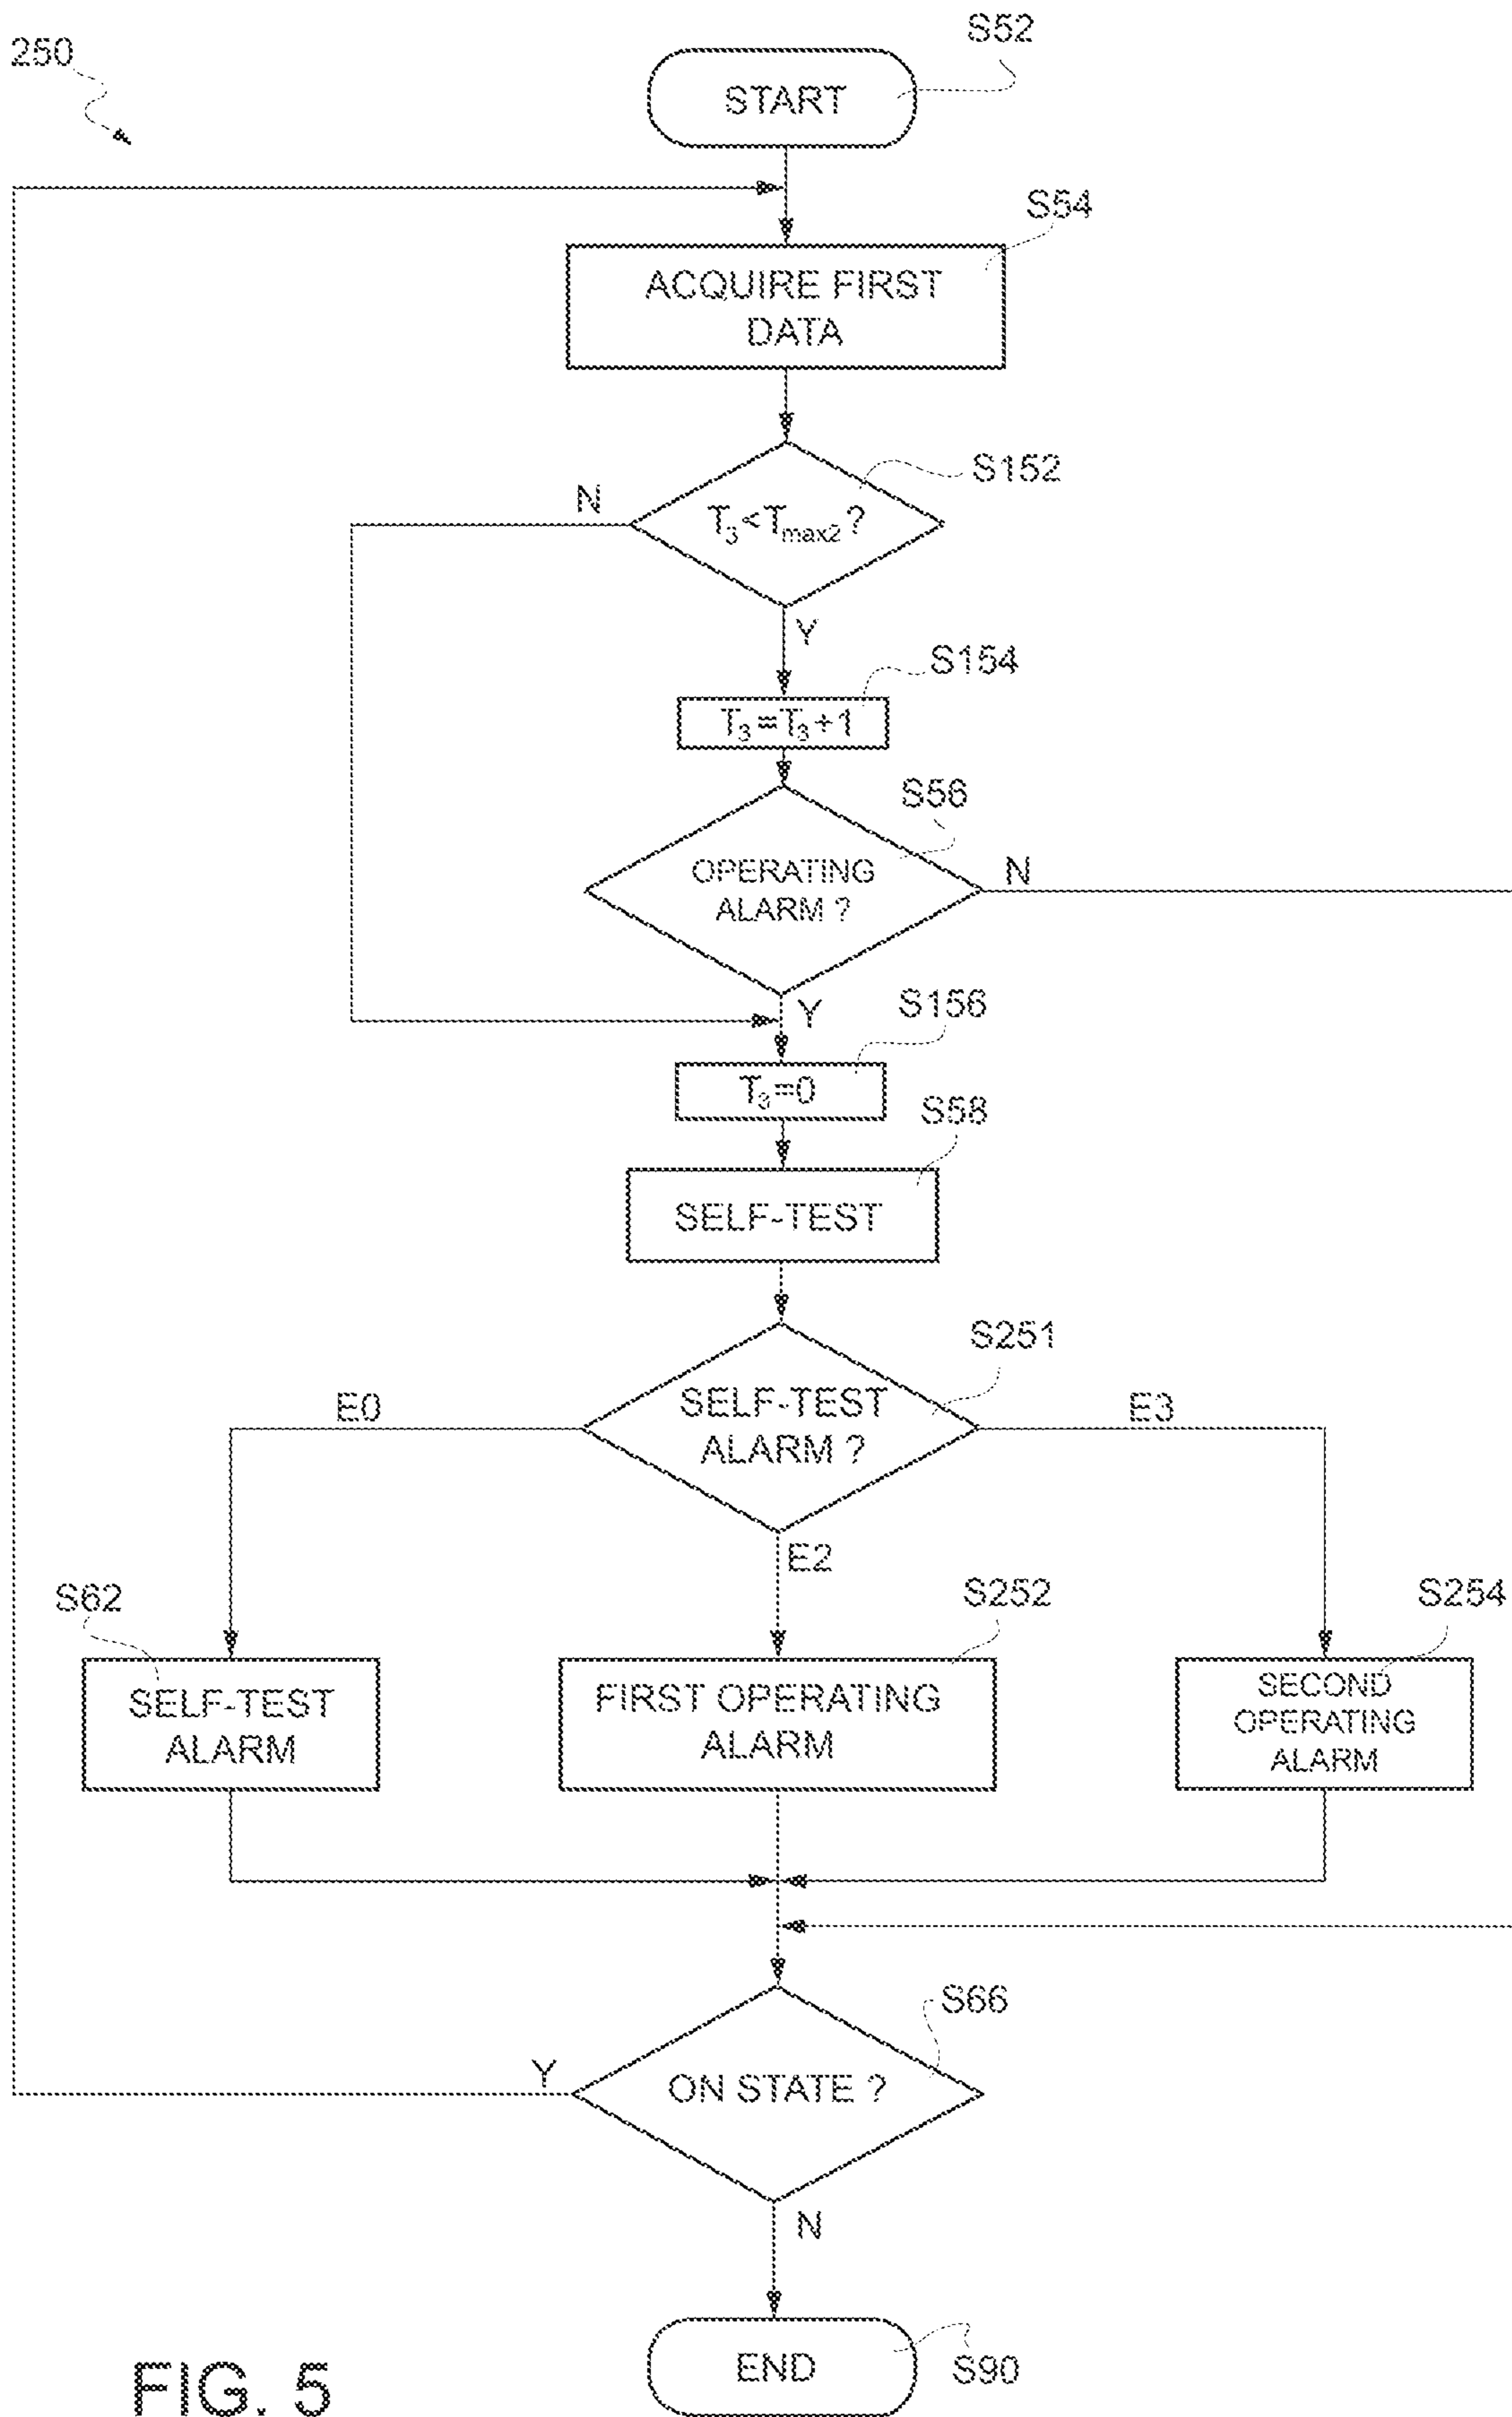 250
S52
START
S54
ACQUIRE FIRST
DATA
S152
N
T₃<Tmax2 ?
Y
S154
T₃=T₃+1
S56
OPERATING
ALARM ?
N
Y
S156
T₃=0
S58
SELF-TEST
S251
E0
SELF-TEST
ALARM ?
E3
E2
S62
S252
S254
SELF-TEST
ALARM
FIRST OPERATING
ALARM
SECOND
OPERATING
ALARM
S66
Y
ON STATE ?
N
END
S90
FIG. 5